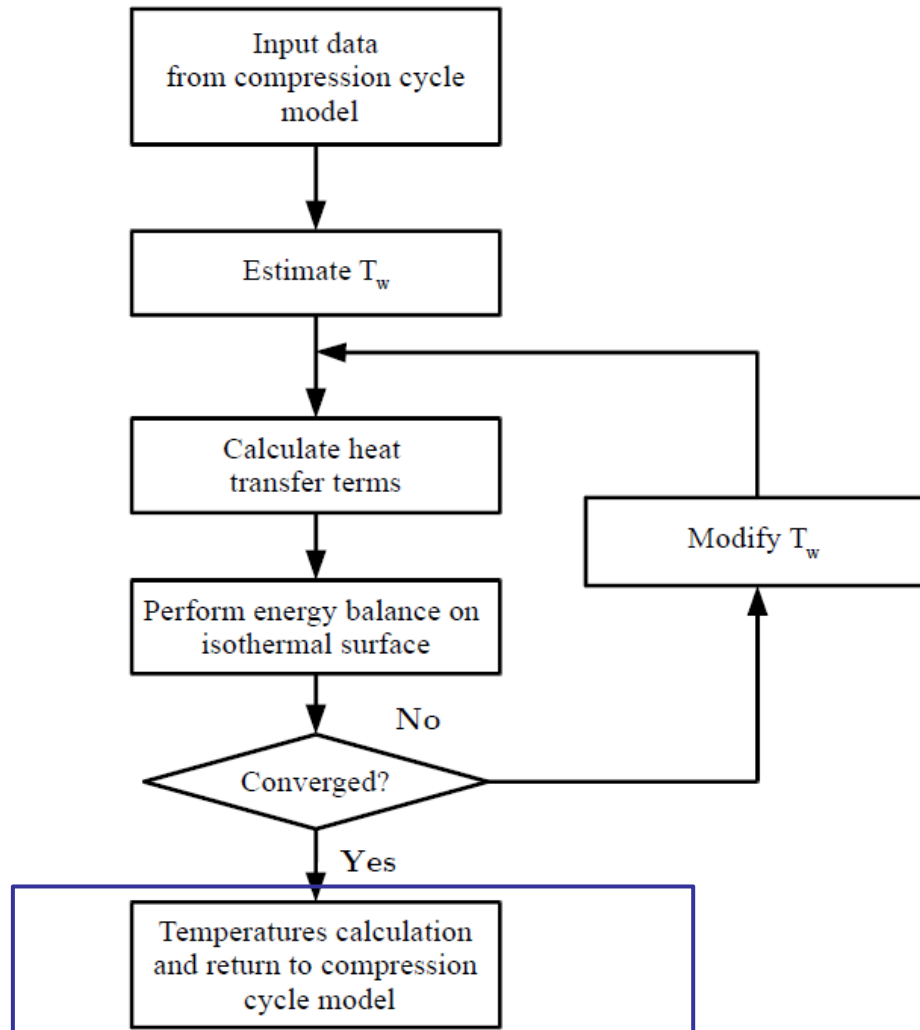 Input data
from compression cycle
model
Estimate T_w
Calculate heat
transfer terms
Modify T_w
Perform energy balance on
isothermal surface
No
Converged?
Yes
Temperatures calculation
and return to compression
cycle model